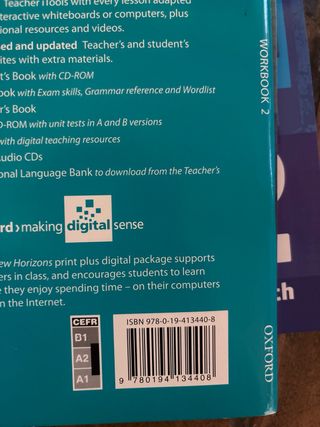 Teacher iTools with every lesson adapted
teractive whiteboards or computers, plus
ional resources and videos.
ed and updated Teacher's and student's
ites with extra materials.
t's Book with CD-ROM
ook with Exam skills, Grammar reference and Wordlist
r's Book
D-ROM with unit tests in A and B versions
with digital teaching resources
Audio CDs
onal Language Bank to download from the Teacher's
rd›making digital sense
ew Horizons print plus digital package supports
ers in class, and encourages students to learn
e they enjoy spending time – on their computers
n the Internet.
CEFR
B1
A2
A1
ISBN 978-0-19-413440-8
9 780194 134408
WORKBOOK 2
OXFORD
th